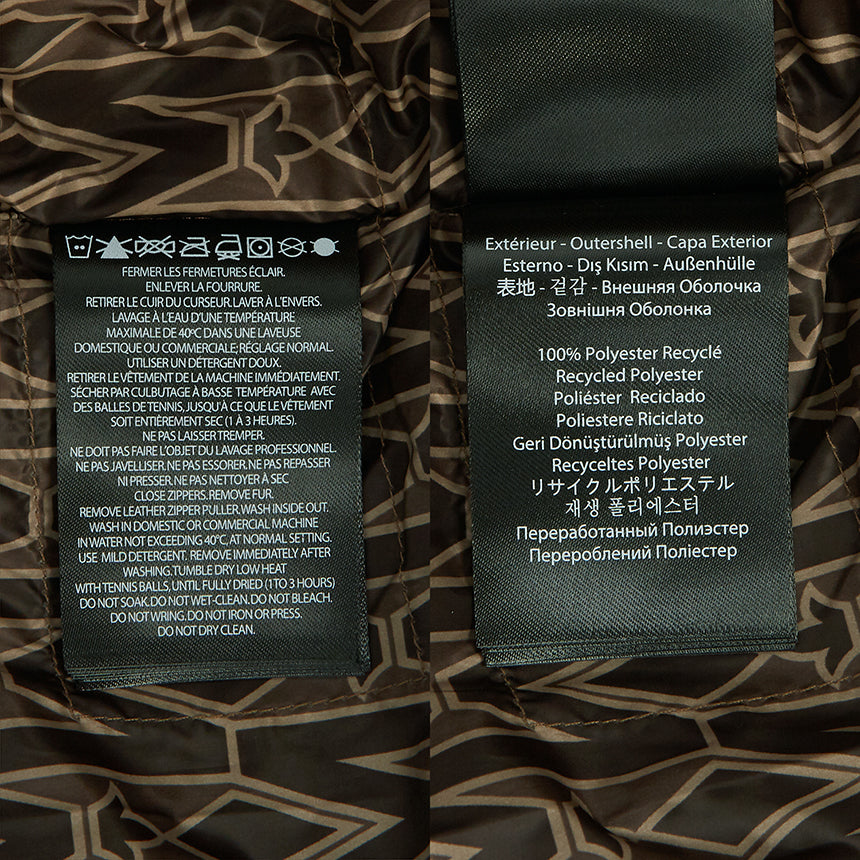 FERMER LES FERMETURES ÉCLAIR.
ENLEVER LA FOURRURE.
RETIRER LE CUIR DU CURSEUR.LAVER À L'ENVERS.
LAVAGE À L'EAU D'UNE TEMPÉRATURE
MAXIMALE DE 40ºC DANS UNE LAVEUSE
DOMESTIQUE OU COMMERCIALE;RÉGLAGE NORMAL.
UTILISER UN DÉTERGENT DOUX.
RETIRER LE VÊTEMENT DE LA MACHINE IMMÉDIATEMENT.
SÉCHER PAR CULBUTAGE À BASSE TEMPÉRATURE AVEC
DES BALLES DE TENNIS, JUSQU'À CE QUE LE VÊTEMENT
SOIT ENTIÈREMENT SEC (1 À 3 HEURES).
NE PAS LAISSER TREMPER.
NE DOIT PAS FAIRE L'OBJET DU LAVAGE PROFESSIONNEL.
NE PAS JAVELLISER. NE PAS ESSORER. NE PAS REPASSER
NI PRESSER. NE PAS NETTOYER À SEC
CLOSE ZIPPERS. REMOVE FUR.
REMOVE LEATHER ZIPPER PULLER. WASH INSIDE OUT.
WASH IN DOMESTIC OR COMMERCIAL MACHINE
IN WATER NOT EXCEEDING 40°C, AT NORMAL SETTING.
USE MILD DETERGENT. REMOVE IMMEDIATELY AFTER
WASHING.TUMBLE DRY LOW HEAT
WITH TENNIS BALLS, UNTIL FULLY DRIED (1 TO 3 HOURS)
DO NOT SOAK.DO NOT WET-CLEAN. DO NOT BLEACH.
DO NOT WRING. DO NOT IRON OR PRESS.
DO NOT DRY CLEAN.
Extérieur - Outershell - Capa Exterior
Esterno - Dış Kısım - Außenhülle
表地 - 겉감 - Внешняя Оболочка
Зовнішня Оболонка
100% Polyester Recyclé
Recycled Polyester
Poliéster Reciclado
Poliestere Riciclato
Geri Dönüştürülmüş Polyester
Recyceltes Polyester
リサイクルポリエステル
재생 폴리에스터
Переработанный Полиэстер
Перероблений Поліестер